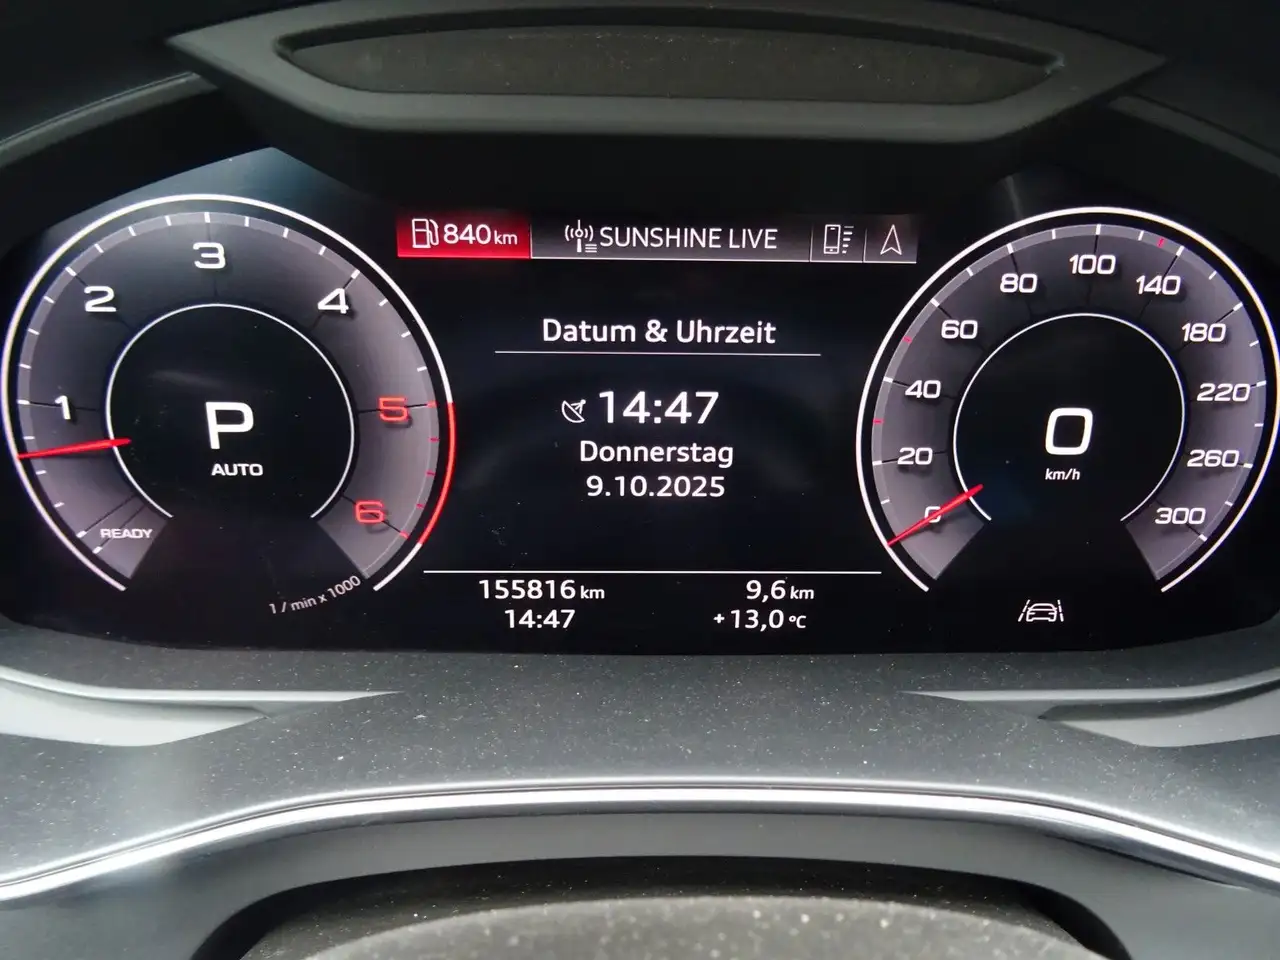 840 km
SUNSHINE LIVE
Datum & Uhrzeit
14:47
Donnerstag
9.10.2025
155816 km
14:47
9,6 km
+13,0 °C
1
2
3
4
5
6
READY
P
AUTO
1 / min x 1000
0
20
40
60
80
100
140
180
220
260
300
0
km/h